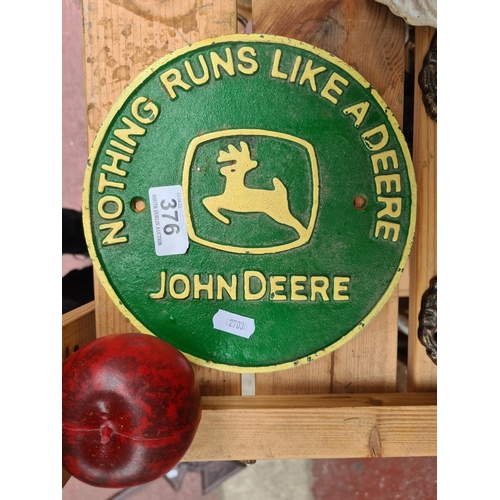 NOTHING RUNS LIKE A DEERE
376
JOHN DEERE